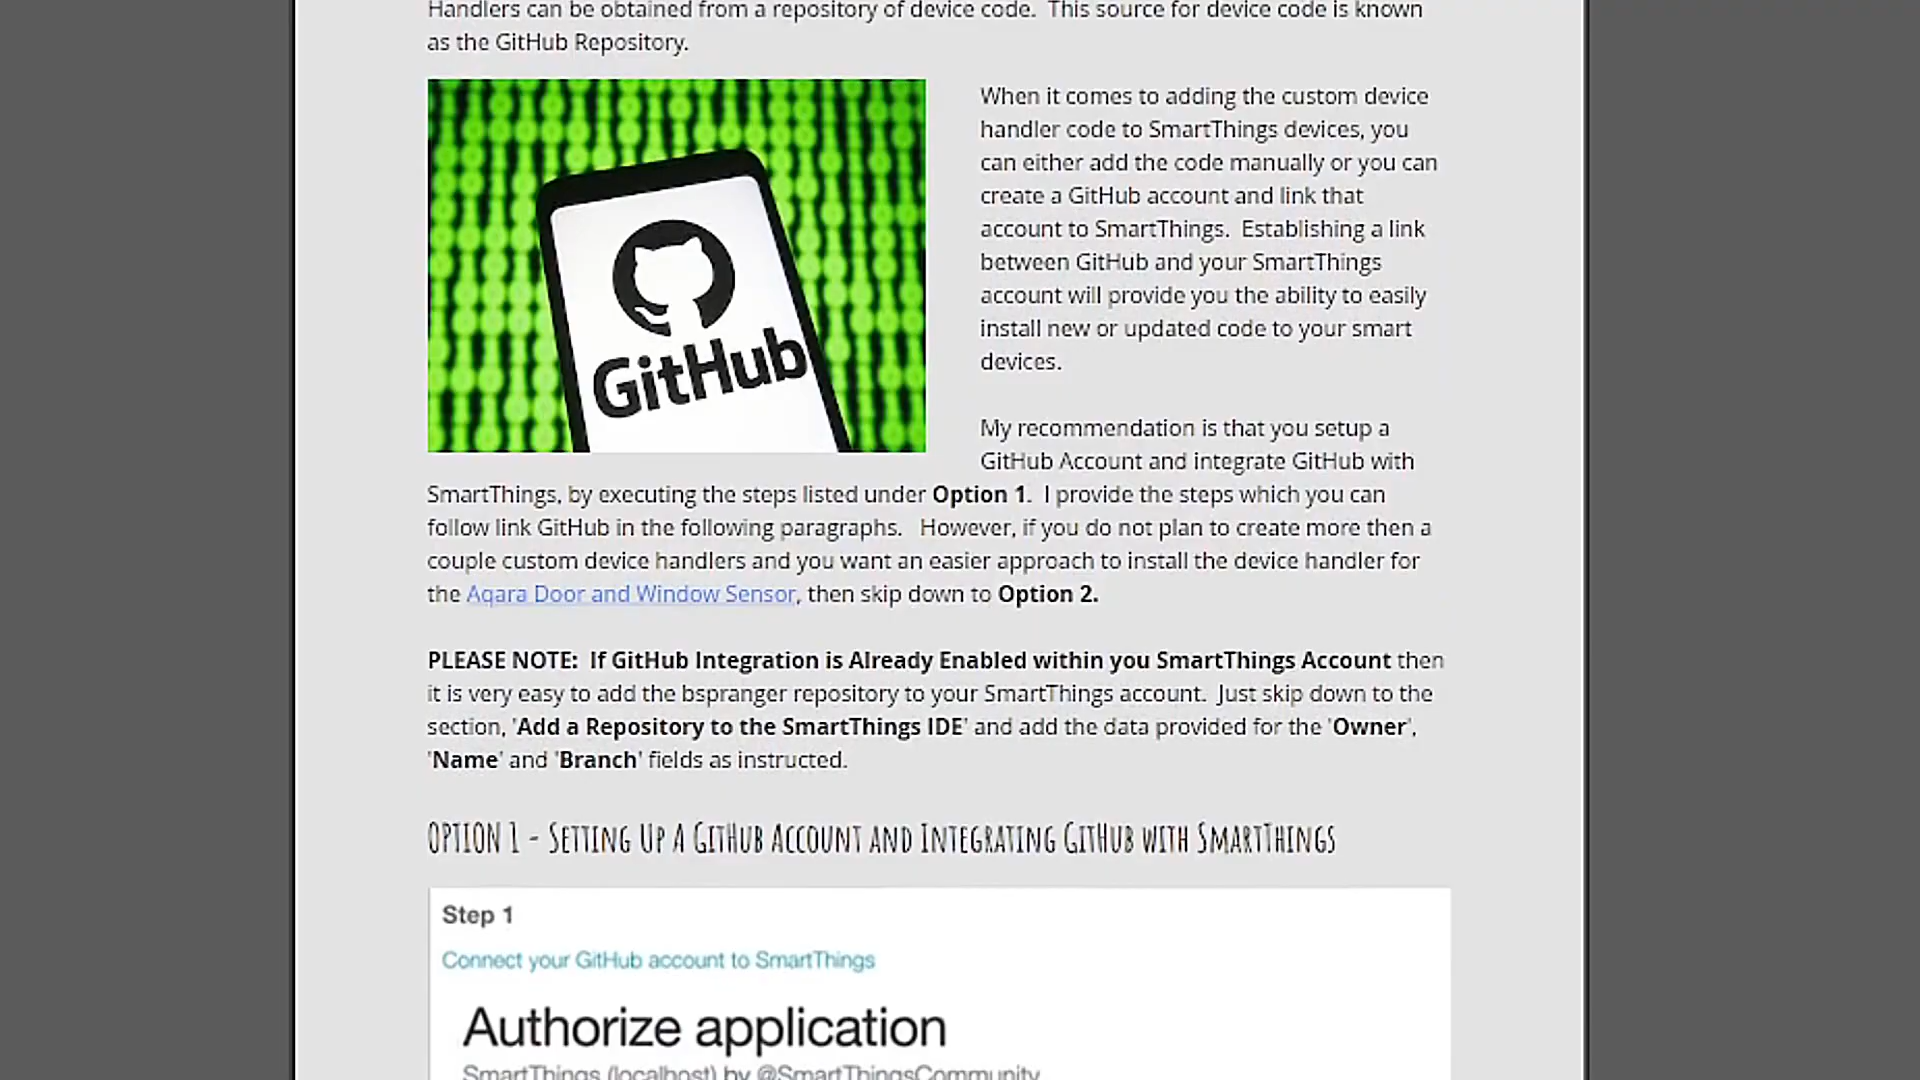 Handlers can be obtained from a repository of device code.  This source for device code is known
as the GitHub Repository.
GitHub
When it comes to adding the custom device
handler code to SmartThings devices, you
can either add the code manually or you can
create a GitHub account and link that
account to SmartThings.  Establishing a link
between GitHub and your SmartThings
account will provide you the ability to easily
install new or updated code to your smart
devices.
My recommendation is that you setup a
GitHub Account and integrate GitHub with
SmartThings, by executing the steps listed under Option 1.  I provide the steps which you can
follow link GitHub in the following paragraphs.   However, if you do not plan to create more then a
couple custom device handlers and you want an easier approach to install the device handler for
the Aqara Door and Window Sensor, then skip down to Option 2.
PLEASE NOTE:  If GitHub Integration is Already Enabled within you SmartThings Account then
it is very easy to add the bspranger repository to your SmartThings account.  Just skip down to the
section, 'Add a Repository to the SmartThings IDE' and add the data provided for the 'Owner',
'Name' and 'Branch' fields as instructed.
OPTION 1 - Setting Up A GitHub Account and Integrating GitHub with SmartThings
Step 1
Connect your GitHub account to SmartThings
Authorize application
SmartThings (localhost) by @SmartThingsCommunity